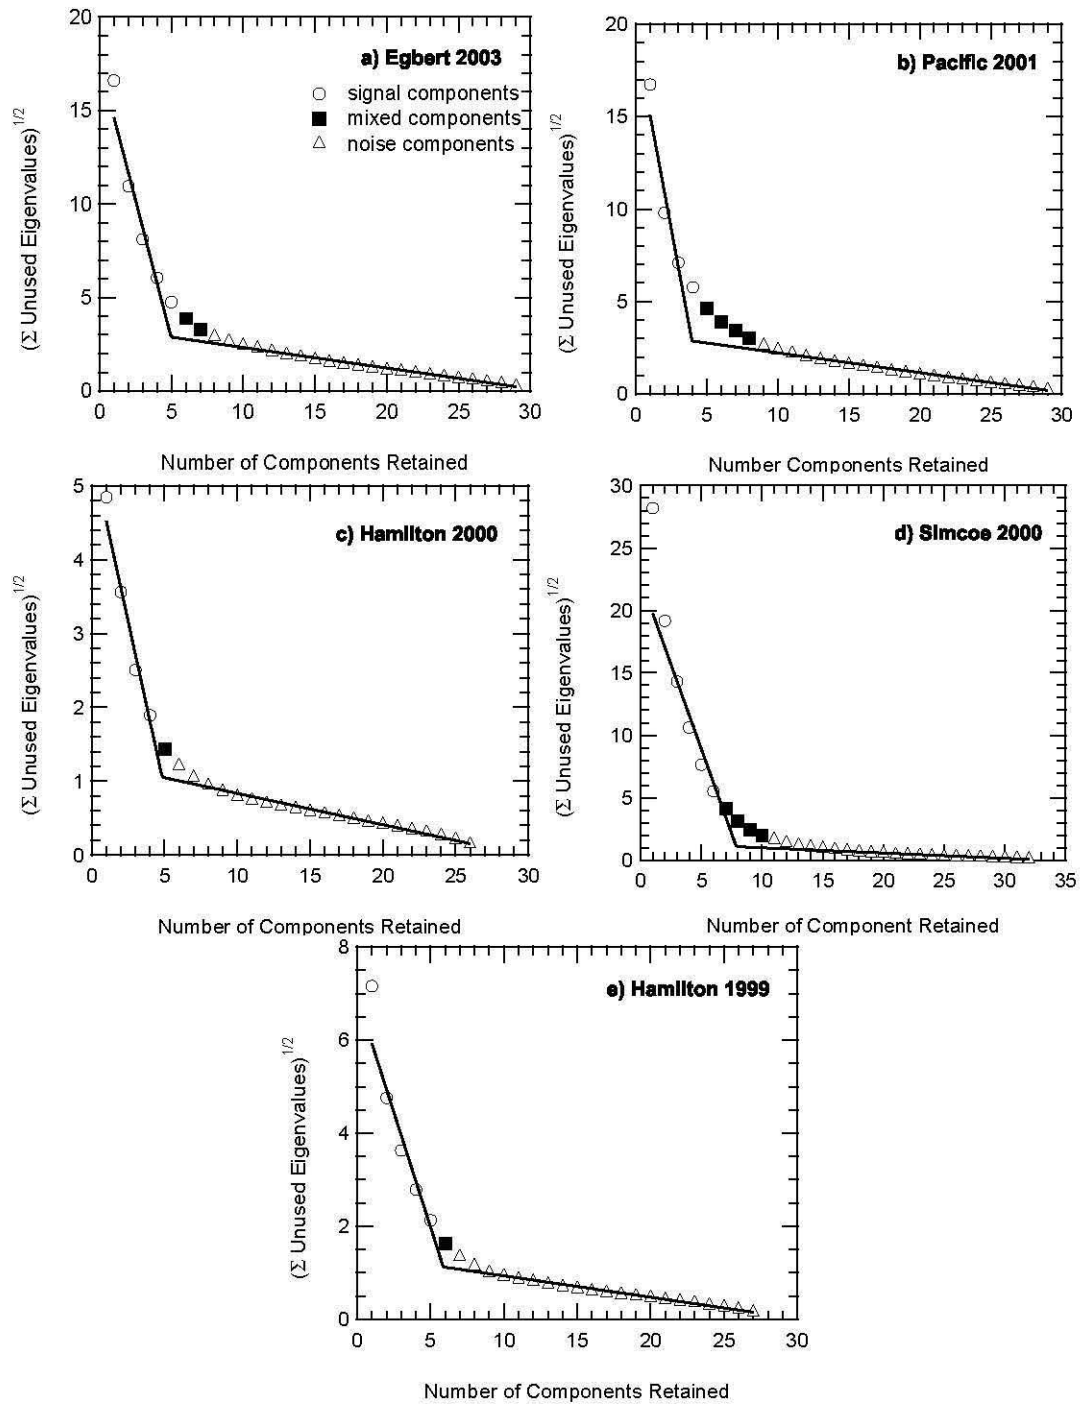 a) Egbert 2003
signal components
mixed components
noise components
(Σ Unused Eigenvalues)^1/2
20
15
10
5
0
0 5 10 15 20 25 30
Number of Components Retained
b) Pacific 2001
(Σ Unused Eigenvalues)^1/2
20
15
10
5
0
0 5 10 15 20 25 30
Number Components Retained
c) Hamilton 2000
(Σ Unused Eigenvalues)^1/2
5
4
3
2
1
0
0 5 10 15 20 25 30
Number of Components Retained
d) Simcoe 2000
(Σ Unused Eigenvalues)^1/2
30
25
20
15
10
5
0
0 5 10 15 20 25 30 35
Number of Component Retained
e) Hamilton 1999
(Σ Unused Eigenvalues)^1/2
8
6
4
2
0
0 5 10 15 20 25 30
Number of Components Retained